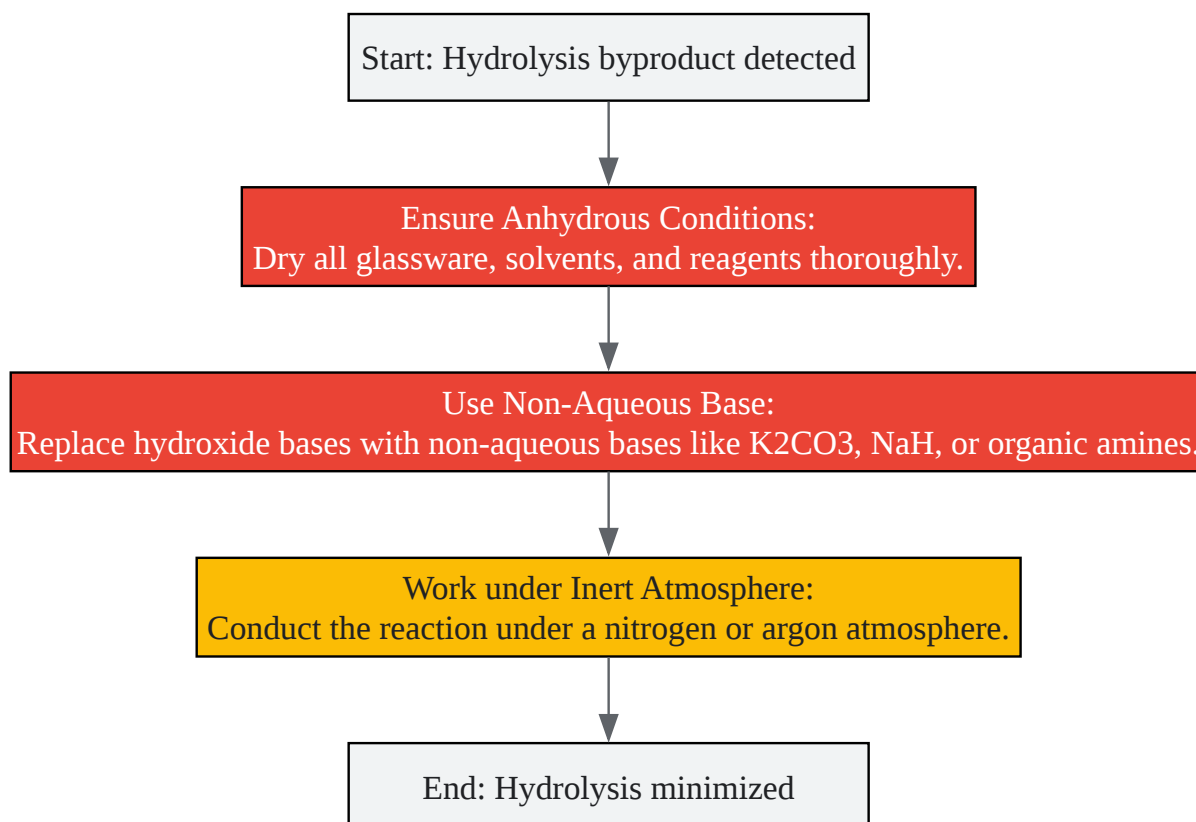 Start: Hydrolysis byproduct detected
Ensure Anhydrous Conditions:
Dry all glassware, solvents, and reagents thoroughly.
Use Non-Aqueous Base:
Replace hydroxide bases with non-aqueous bases like K2CO3, NaH, or organic amines.
Work under Inert Atmosphere:
Conduct the reaction under a nitrogen or argon atmosphere.
End: Hydrolysis minimized